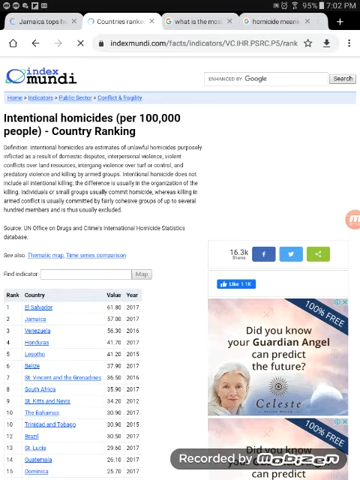 95% 7:02 PM
Jamaica tops h
Countries ranke
what is the mos
homicide mean
indexmundi.com/facts/indicators/VC.IHR.PSRC.P5/rank
index mundi
ENHANCED BY Google
Search
Home > Indicators > Public Sector > Conflict & fragility
Intentional homicides (per 100,000
people) - Country Ranking
Definition: Intentional homicides are estimates of unlawful homicides purposely
inflicted as a result of domestic disputes, interpersonal violence, violent
conflicts over land resources, intergang violence over turf or control, and
predatory violence and killing by armed groups. Intentional homicide does not
include all intentional killing; the difference is usually in the organization of the
killing. Individuals or small groups usually commit homicide, whereas killing in
armed conflict is usually committed by fairly cohesive groups of up to several
hundred members and is thus usually excluded.
Source: UN Office on Drugs and Crime's International Homicide Statistics
database.
See also: Thematic map, Time series comparison
Find indicator:
Map
Rank Country Value Year
1 El Salvador 61.80 2017
2 Jamaica 57.00 2017
3 Venezuela 56.30 2016
4 Honduras 41.70 2017
5 Lesotho 41.20 2015
6 Belize 37.90 2017
7 St. Vincent and the Grenadines 36.50 2016
8 South Africa 35.90 2017
9 St. Kitts and Nevis 34.20 2012
10 The Bahamas 30.90 2017
10 Trinidad and Tobago 30.90 2015
12 Brazil 30.50 2017
13 St. Lucia 29.60 2017
14 Guatemala 26.10 2017
15 Dominica 25.70 2017
16.3k
Shares
Like 11K
100% FREE
Did you know
your Guardian Angel
can predict
the future?
Celeste
100% FREE
Did you know
your Guardian Angel
can predict
Recorded by Mobizen